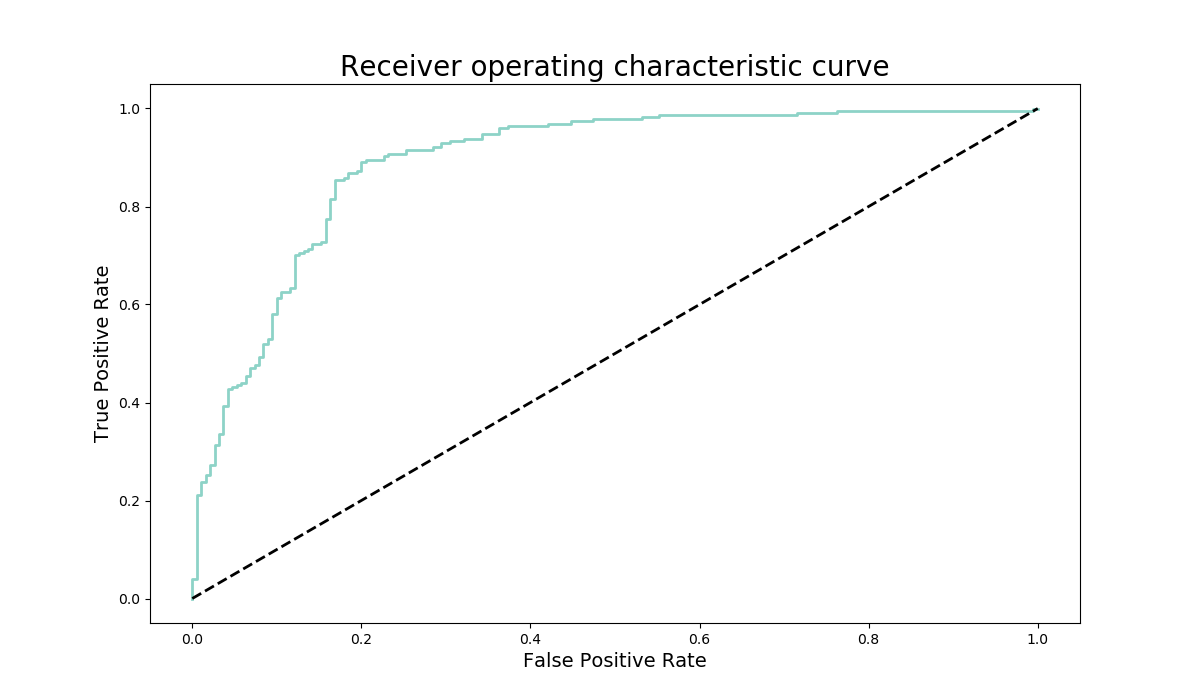 Receiver operating characteristic curve
1.0
0.8
0.6
0.4
0.2
0.0
True Positive Rate
0.0 0.2 0.4 0.6 0.8 1.0
False Positive Rate